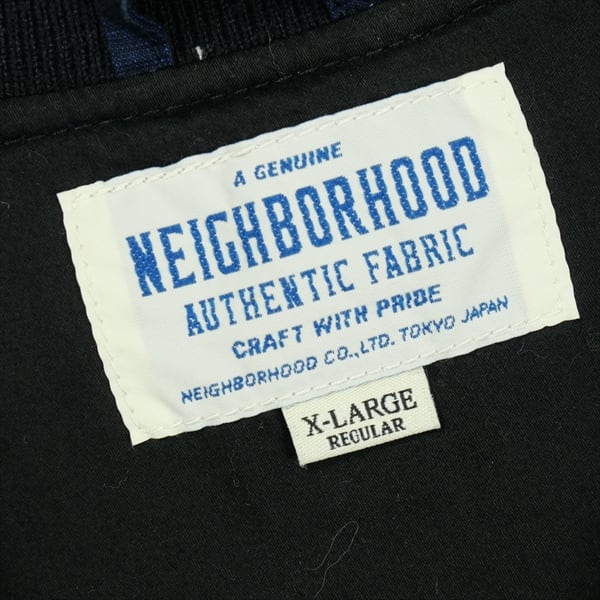 A GENUINE
NEIGHBORHOOD
AUTHENTIC FABRIC
CRAFT WITH PRIDE
NEIGHBORHOOD CO.,LTD. TOKYO JAPAN
X-LARGE
REGULAR